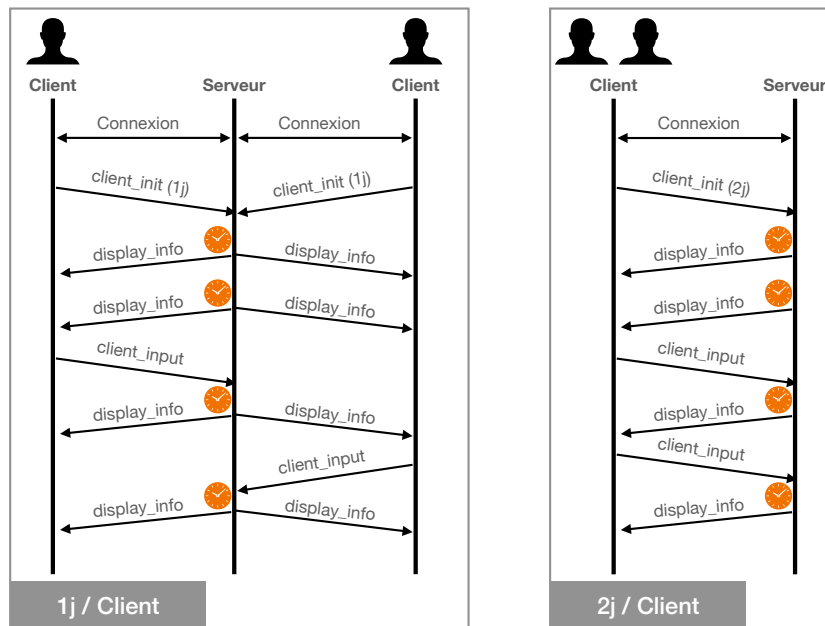 Client Serveur Client
Connexion Connexion
client_init (1j) client_init (1j)
display_info display_info
display_info display_info
client_input
display_info display_info
client_input
display_info display_info
1j / Client
Client Serveur
Connexion
client_init (2j)
display_info
display_info
client_input
display_info
client_input
display_info
2j / Client